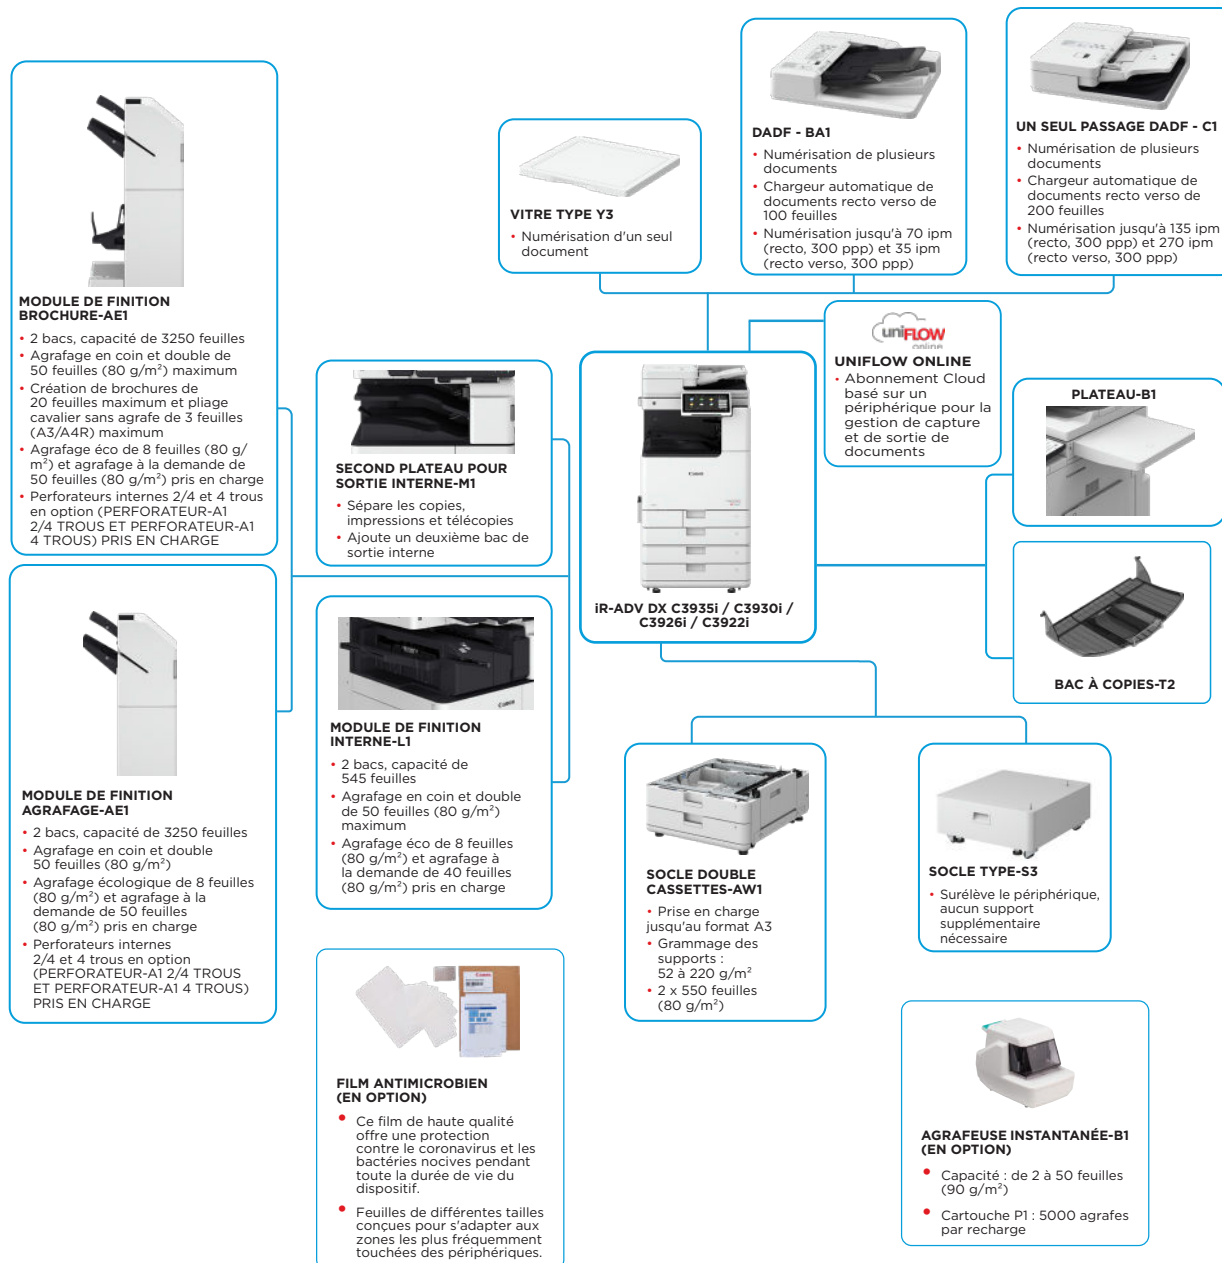 MODULE DE FINITION
BROCHURE-AE1
• 2 bacs, capacité de 3250 feuilles
• Agrafage en coin et double de
50 feuilles (80 g/m²) maximum
• Création de brochures de
20 feuilles maximum et pliage
cavalier sans agrafe de 3 feuilles
(A3/A4R) maximum
• Agrafage éco de 8 feuilles (80 g/
m²) et agrafage à la demande de
50 feuilles (80 g/m²) pris en charge
• Perforateurs internes 2/4 et 4 trous
en option (PERFORATEUR-A1
2/4 TROUS ET PERFORATEUR-A1
4 TROUS) PRIS EN CHARGE
MODULE DE FINITION
AGRAFAGE-AE1
• 2 bacs, capacité de 3250 feuilles
• Agrafage en coin et double
50 feuilles (80 g/m²)
• Agrafage écologique de 8 feuilles
(80 g/m²) et agrafage à la
demande de 50 feuilles
(80 g/m²) pris en charge
• Perforateurs internes
2/4 et 4 trous en option
(PERFORATEUR-A1 2/4 TROUS
ET PERFORATEUR-A1 4 TROUS)
PRIS EN CHARGE
SECOND PLATEAU POUR
SORTIE INTERNE-M1
• Sépare les copies,
impressions et télécopies
• Ajoute un deuxième bac de
sortie interne
Canon
MODULE DE FINITION
INTERNE-L1
• 2 bacs, capacité de
545 feuilles
• Agrafage en coin et double
de 50 feuilles (80 g/m²)
maximum
• Agrafage éco de 8 feuilles
(80 g/m²) et agrafage à
la demande de 40 feuilles
(80 g/m²) pris en charge
Canon
FILM ANTIMICROBIEN
(EN OPTION)
• Ce film de haute qualité
offre une protection
contre le coronavirus et les
bactéries nocives pendant
toute la durée de vie du
dispositif.
• Feuilles de différentes tailles
conçues pour s'adapter aux
zones les plus fréquemment
touchées des périphériques.
VITRE TYPE Y3
• Numérisation d'un seul
document
DADF - BA1
• Numérisation de plusieurs
documents
• Chargeur automatique de
documents recto verso de
100 feuilles
• Numérisation jusqu'à 70 ipm
(recto, 300 ppp) et 35 ipm
(recto verso, 300 ppp)
UN SEUL PASSAGE DADF - C1
• Numérisation de plusieurs
documents
• Chargeur automatique de
documents recto verso de
200 feuilles
• Numérisation jusqu'à 135 ipm
(recto, 300 ppp) et 270 ipm
(recto verso, 300 ppp)
Canon
iR-ADV DX C3935i / C3930i /
C3926i / C3922i
uniFLOW
online
UNIFLOW ONLINE
• Abonnement Cloud
basé sur un
périphérique pour la
gestion de capture
et de sortie de
documents
PLATEAU-B1
BAC À COPIES-T2
SOCLE DOUBLE
CASSETTES-AW1
• Prise en charge
jusqu'au format A3
• Grammage des
supports :
52 à 220 g/m²
• 2 x 550 feuilles
(80 g/m²)
SOCLE TYPE-S3
• Surélève le périphérique,
aucun support
supplémentaire
nécessaire
AGRAFEUSE INSTANTANÉE-B1
(EN OPTION)
• Capacité : de 2 à 50 feuilles
(90 g/m²)
• Cartouche P1 : 5000 agrafes
par recharge